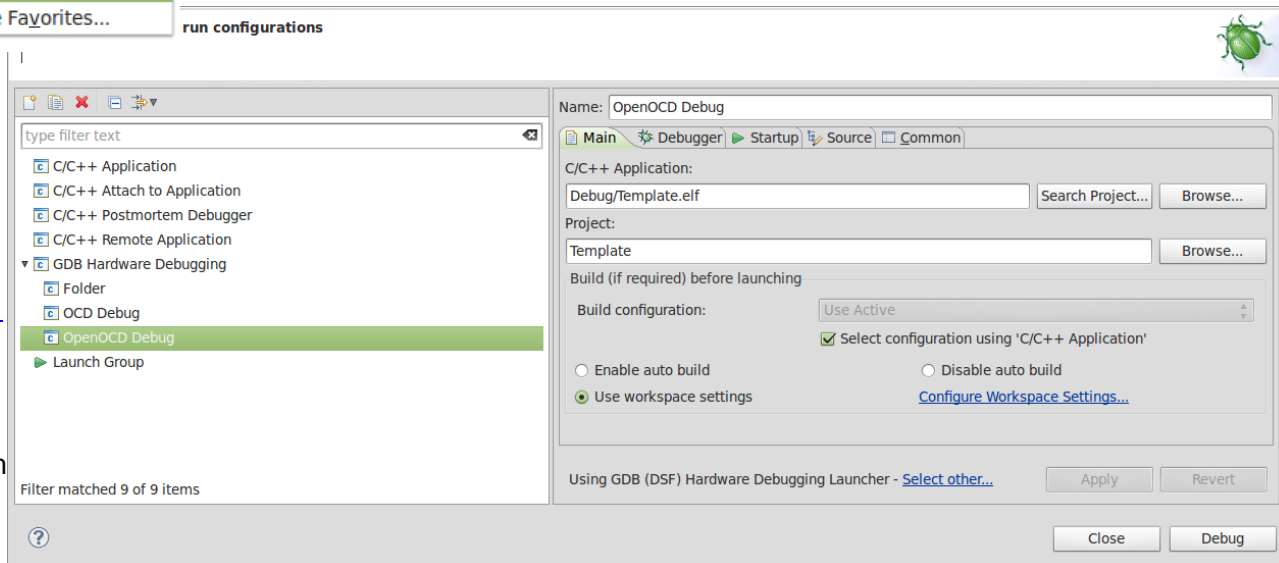 Favorites...
run configurations
type filter text
C/C++ Application
C/C++ Attach to Application
C/C++ Postmortem Debugger
C/C++ Remote Application
GDB Hardware Debugging
Folder
OCD Debug
OpenOCD Debug
Launch Group
Filter matched 9 of 9 items
Name: OpenOCD Debug
Main Debugger Startup Source Common
C/C++ Application:
Debug/Template.elf Search Project... Browse...
Project:
Template Browse...
Build (if required) before launching
Build configuration: Use Active
Select configuration using 'C/C++ Application'
Enable auto build Disable auto build
Use workspace settings Configure Workspace Settings...
Using GDB (DSF) Hardware Debugging Launcher - Select other... Apply Revert
Close Debug